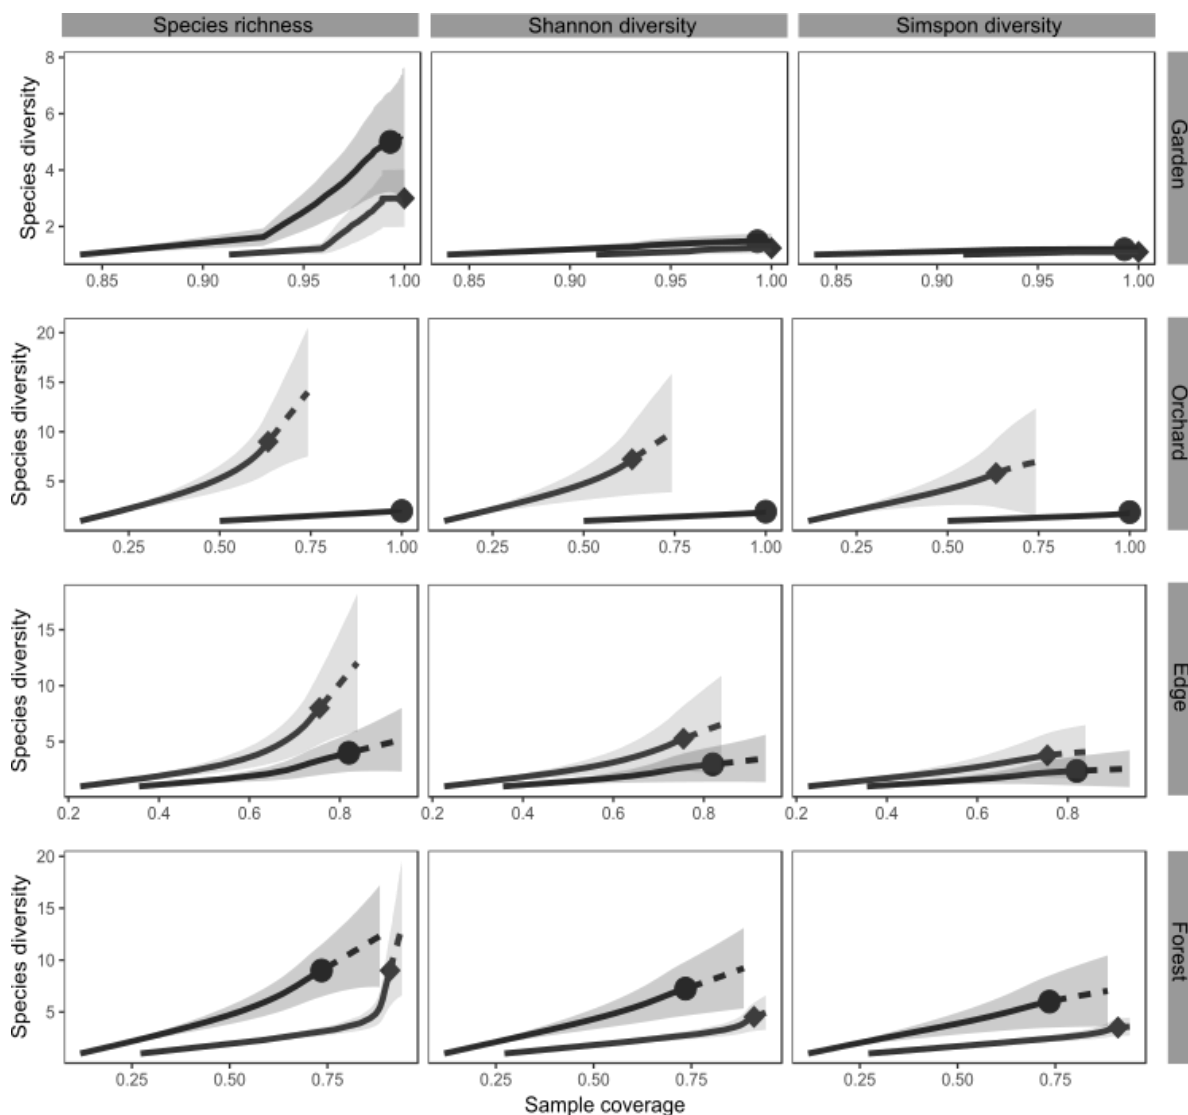 Species richness Shannon diversity Simspon diversity
Species diversity
8
6
4
2
0.85 0.90 0.95 1.00
0.85 0.90 0.95 1.00
0.85 0.90 0.95 1.00
Garden
Species diversity
20
15
10
5
0.25 0.50 0.75 1.00
0.25 0.50 0.75 1.00
0.25 0.50 0.75 1.00
Orchard
Species diversity
15
10
5
0.2 0.4 0.6 0.8
0.2 0.4 0.6 0.8
0.2 0.4 0.6 0.8
Edge
Species diversity
20
15
10
5
0.25 0.50 0.75
0.25 0.50 0.75
0.25 0.50 0.75
Forest
Sample coverage